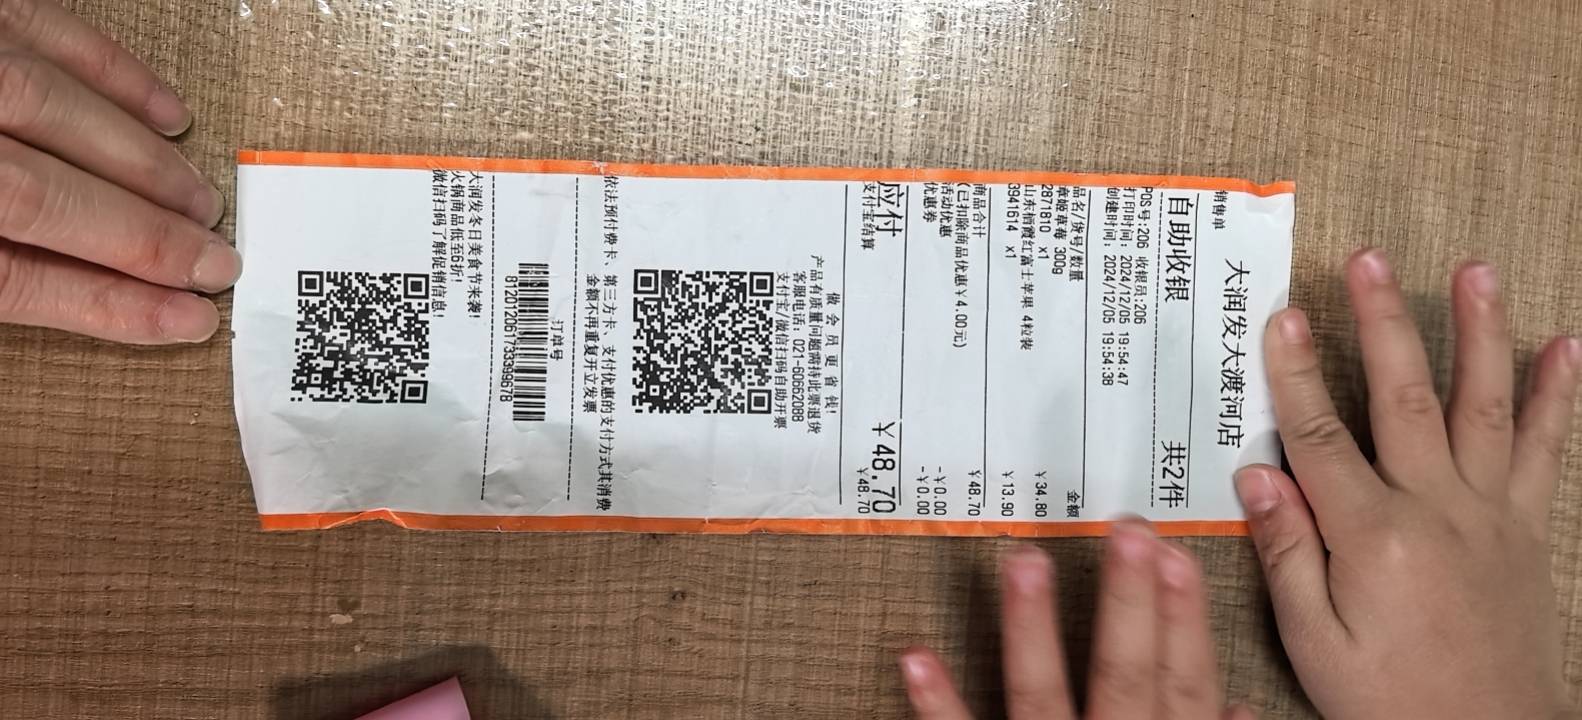 大润发大渡河店
销售单
自助收银 共2件
POS号:206 收银员:206
打印时间: 2024/12/05 19:54:47
创建时间: 2024/12/05 19:54:38
品名/货号/数量 金额
章姬草莓 300g
2871810 x1 ¥34.80
山东栖霞红富士苹果 4粒装
3941614 x1 ¥13.90
商品合计 ¥48.70
(已扣除商品优惠¥4.00元)
活动优惠 -¥0.00
优惠券 -¥0.00
应付 ¥48.70
支付宝结算 ¥48.70
做 会 员 更 省 钱!
产品有质量问题需持此票退货
客服电话: 021-60662088
支付宝/微信扫码自助开票
依法预付费卡、第三方卡、支付优惠的支付方式其消费
金额不再重复开立发票
订单号
812012061733399678
大润发冬日美食节来袭!
火锅商品低至6折!
微信扫码了解促销信息!